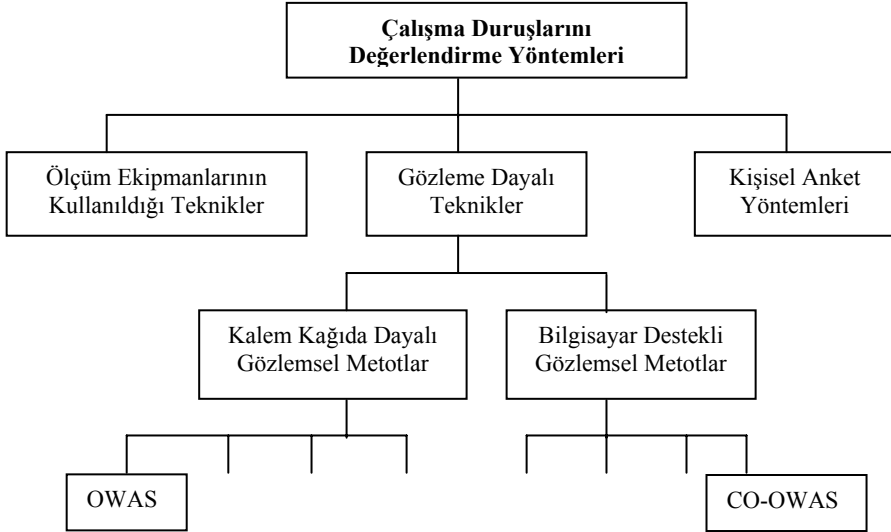 Çalışma Duruşlarını
Değerlendirme Yöntemleri
Ölçüm Ekipmanlarının
Kullanıldığı Teknikler
Gözleme Dayalı
Teknikler
Kişisel Anket
Yöntemleri
Kalem Kağıda Dayalı
Gözlemsel Metotlar
Bilgisayar Destekli
Gözlemsel Metotlar
OWAS
CO-OWAS